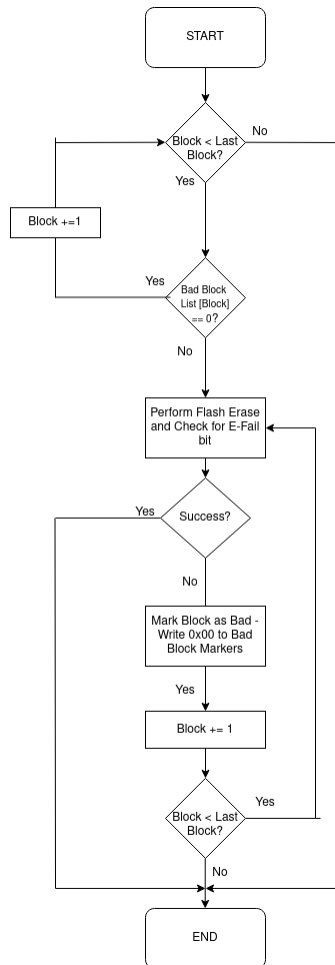 START
Block < Last
Block?
No
Yes
Block +=1
Yes
Bad Block
List [Block]
== 0?
No
Perform Flash Erase
and Check for E-Fail
bit
Yes
Success?
No
Mark Block as Bad -
Write 0x00 to Bad
Block Markers
Yes
Block += 1
Block < Last
Block?
Yes
No
END